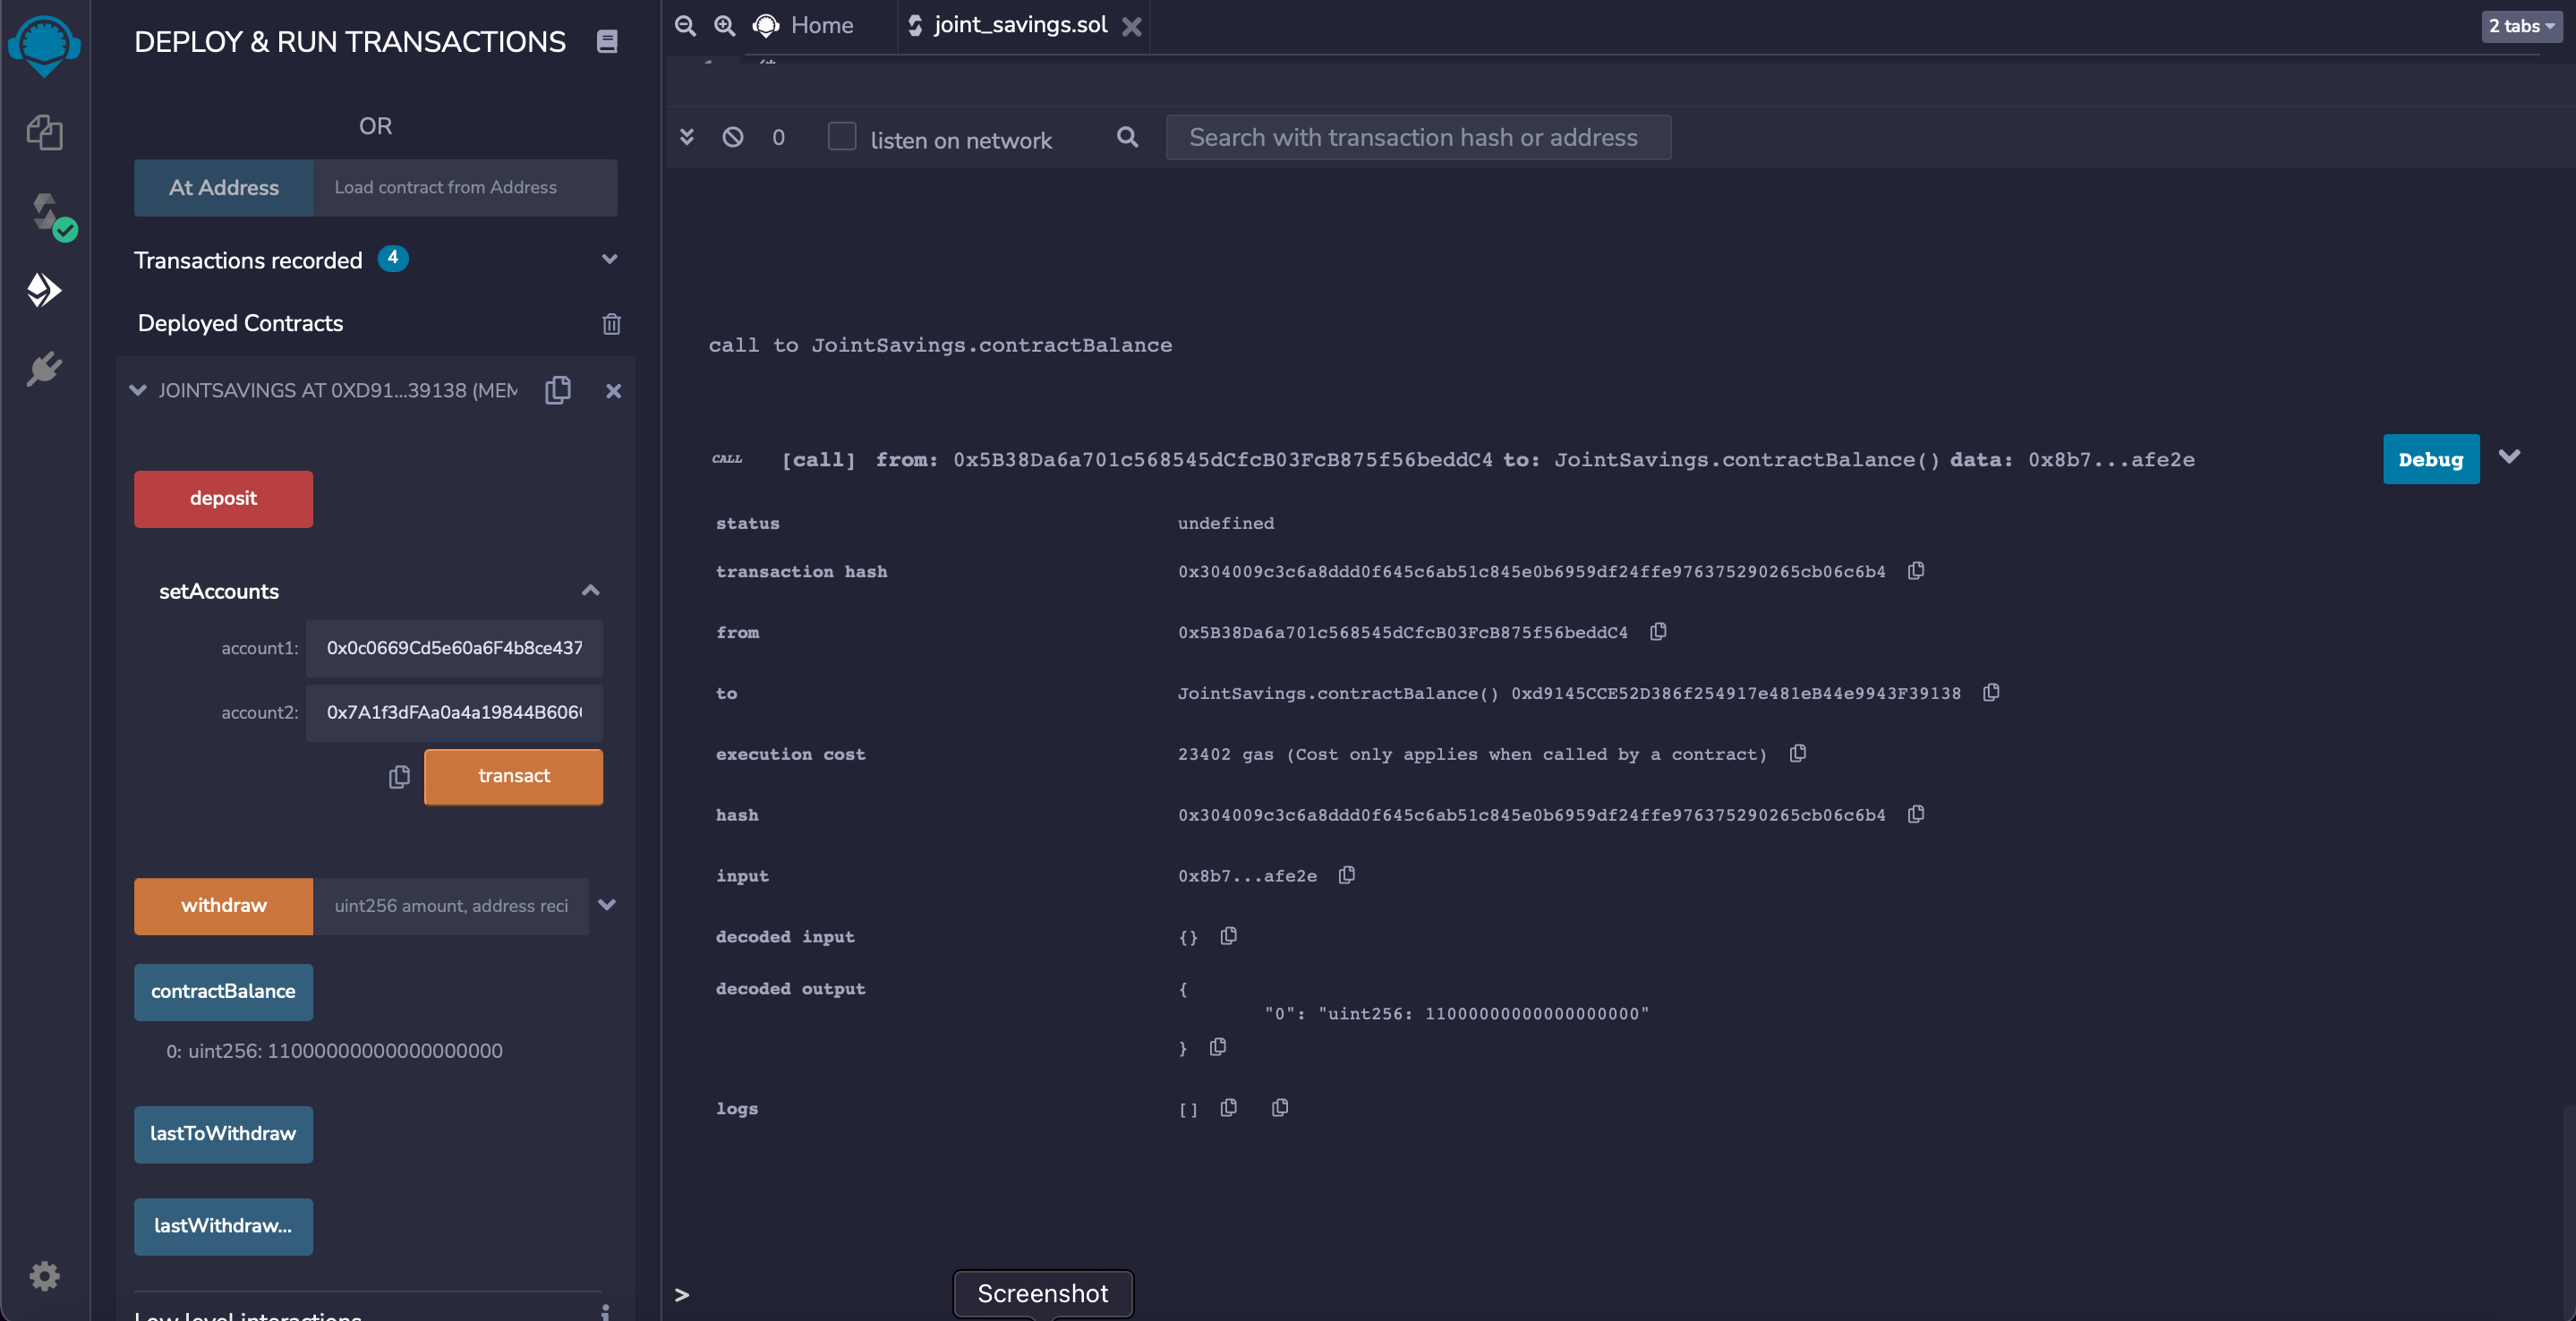 DEPLOY & RUN TRANSACTIONS
OR
At Address Load contract from Address
Transactions recorded 4
Deployed Contracts
JOINTSAVINGS AT 0XD91...39138 (MEM
deposit
setAccounts
account1: 0x0c0669Cd5e60a6F4b8ce437
account2: 0x7A1f3dFAa0a4a19844B606
transact
withdraw uint256 amount, address reci
contractBalance
0: uint256: 11000000000000000000
lastToWithdraw
lastWithdraw...
Low level interactions
Home joint_savings.sol 2 tabs
1 /*
0 listen on network Search with transaction hash or address
call to JointSavings.contractBalance
CALL [call] from: 0x5B38Da6a701c568545dCfcB03FcB875f56beddC4 to: JointSavings.contractBalance() data: 0x8b7...afe2e Debug
status undefined
transaction hash 0x304009c3c6a8ddd0f645c6ab51c845e0b6959df24ffe976375290265cb06c6b4
from 0x5B38Da6a701c568545dCfcB03FcB875f56beddC4
to JointSavings.contractBalance() 0xd9145CCE52D386f254917e481eB44e9943F39138
execution cost 23402 gas (Cost only applies when called by a contract)
hash 0x304009c3c6a8ddd0f645c6ab51c845e0b6959df24ffe976375290265cb06c6b4
input 0x8b7...afe2e
decoded input {}
decoded output {
"0": "uint256: 11000000000000000000"
}
logs []
>
Screenshot